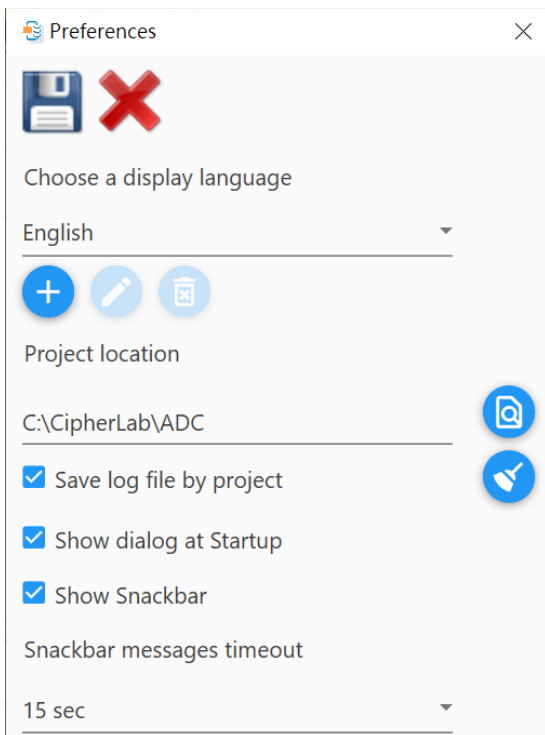 Preferences
Choose a display language
English
Project location
C:\CipherLab\ADC
Save log file by project
Show dialog at Startup
Show Snackbar
Snackbar messages timeout
15 sec